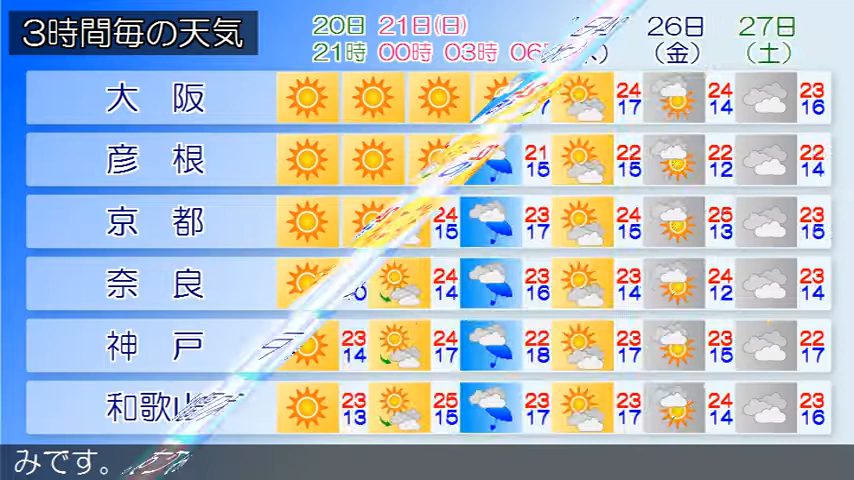 3時間毎の天気
20日 21日(日) 26日 27日
21時 00時 03時 (金) (土)
大 阪 24 17 24 14 23 16
彦 根 21 15 22 15 22 12 22 14
京 都 24 15 23 17 24 15 25 13 23 15
奈 良 24 14 23 16 23 14 24 12 23 14
神 戸 23 14 24 17 22 18 23 17 23 15 22 17
和歌 23 13 25 15 23 17 23 17 24 14 23 16
みです。